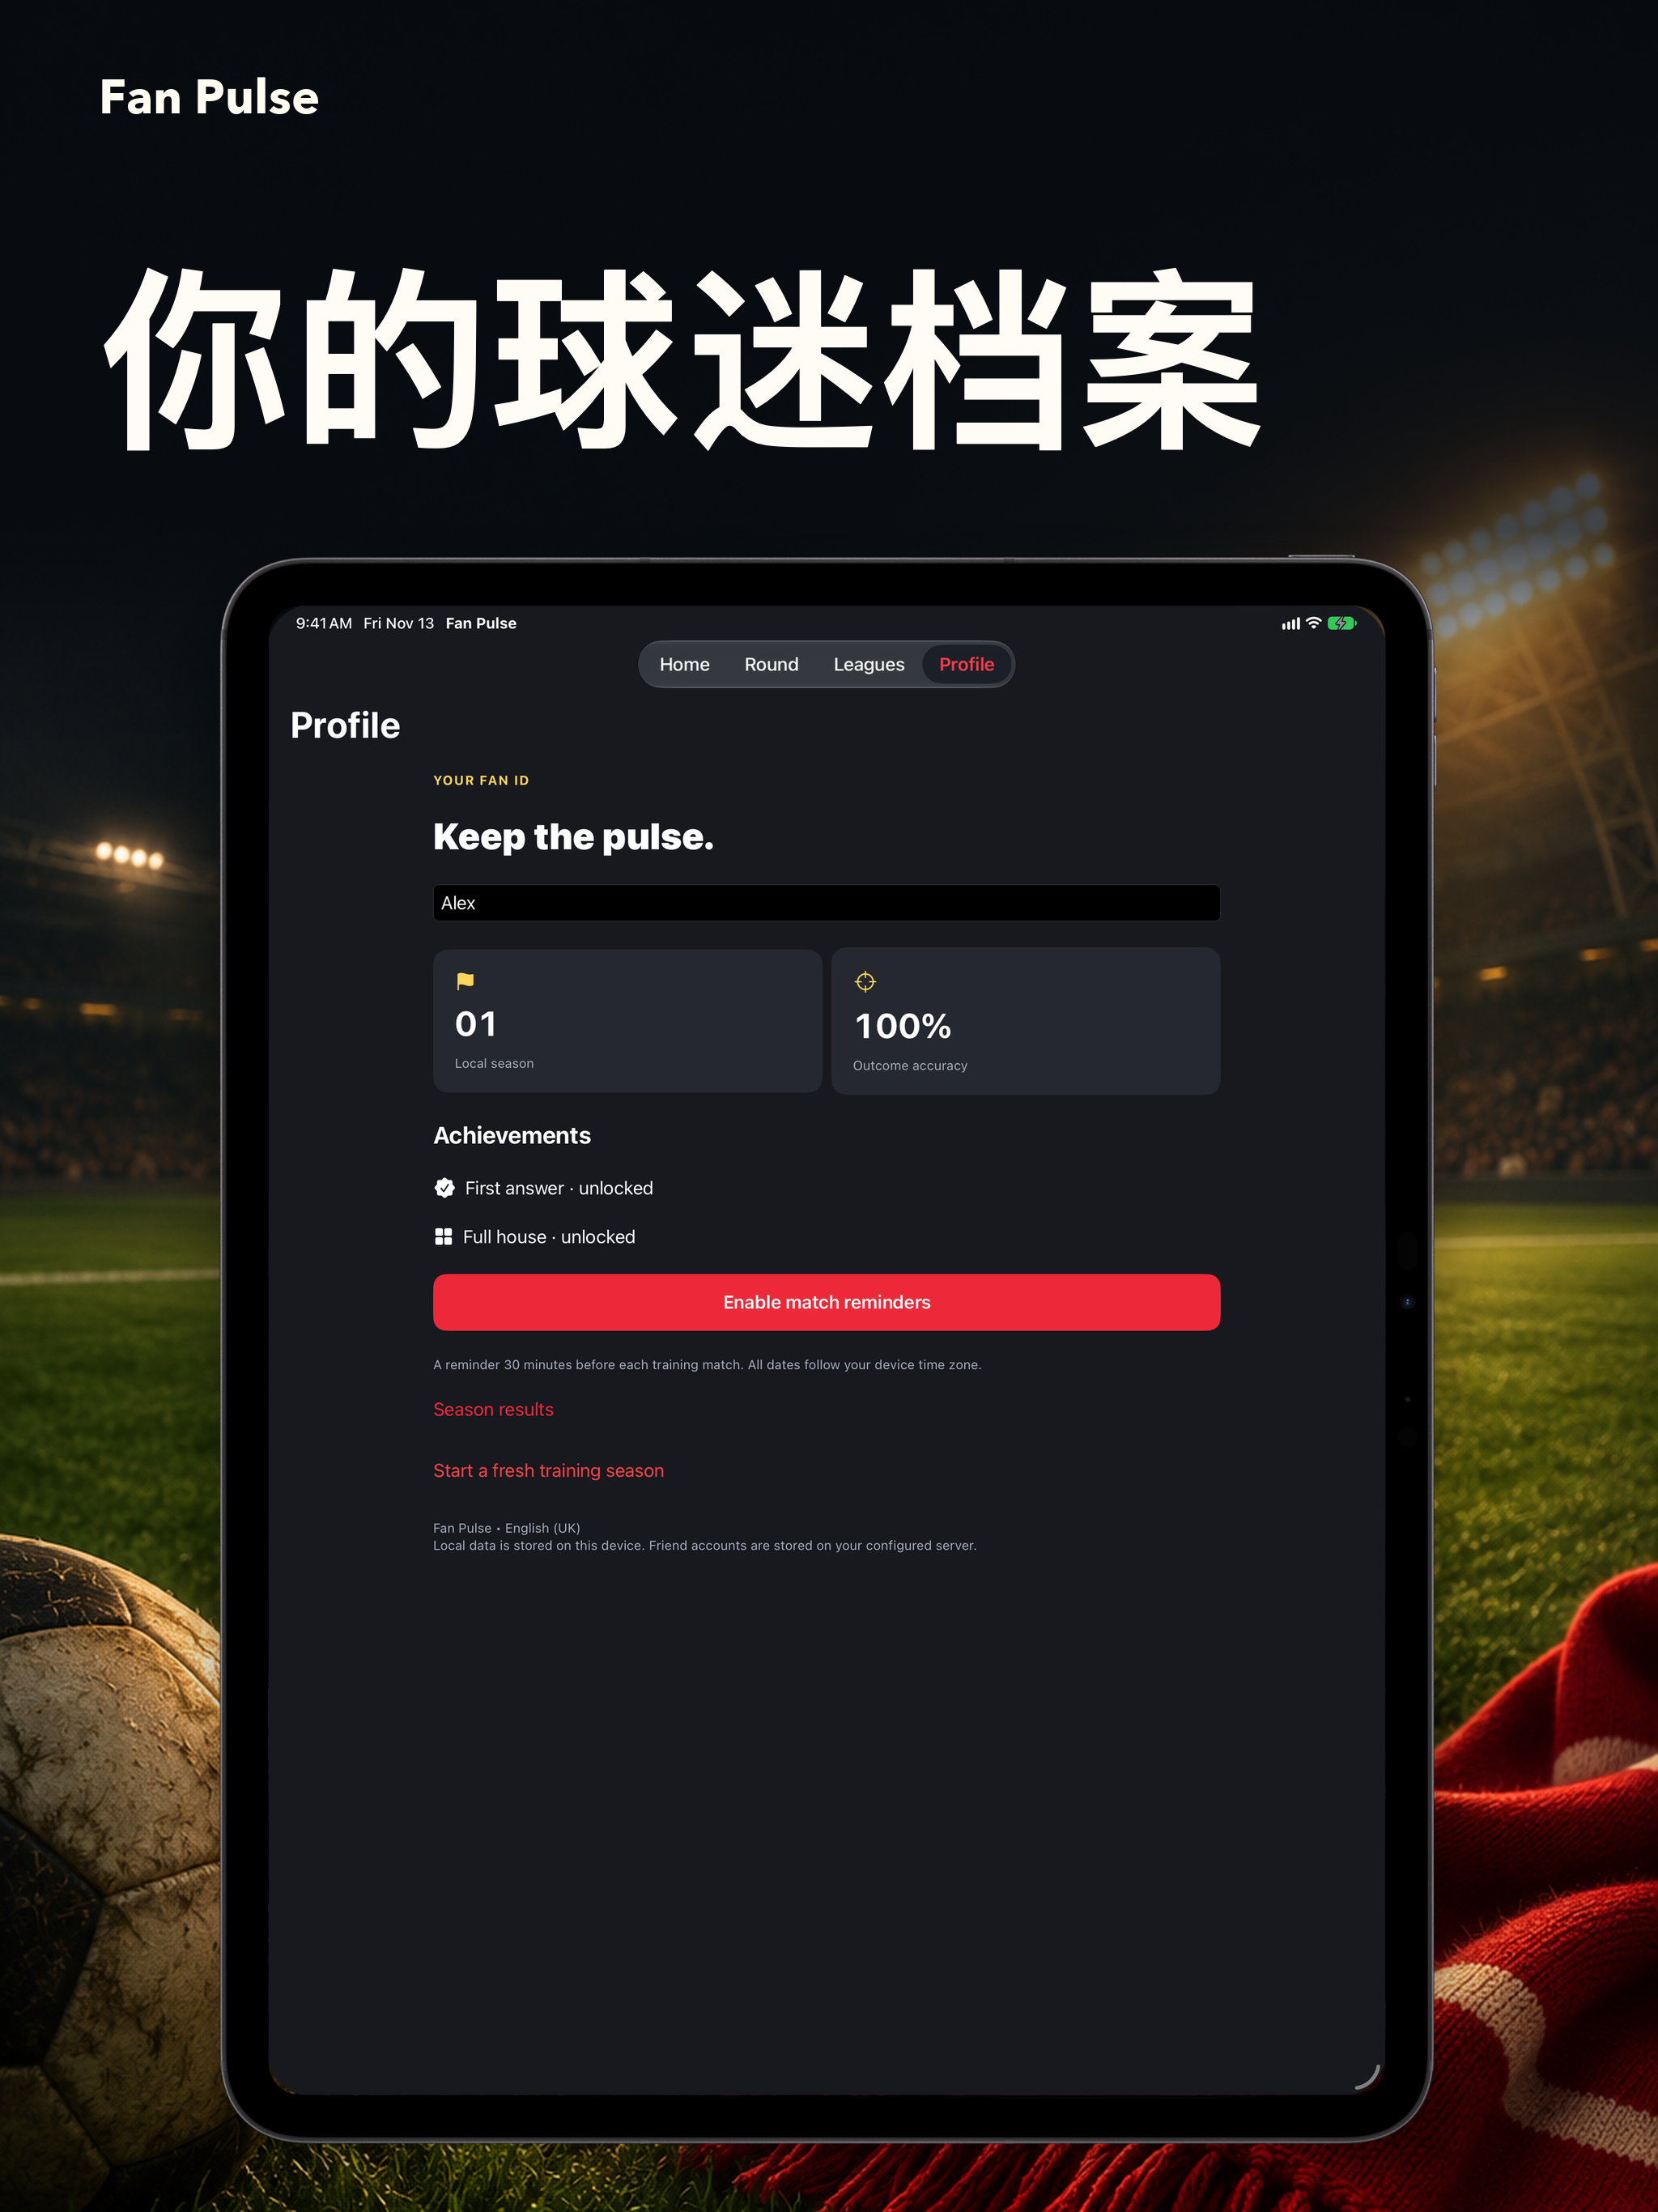 Fan Pulse
你的球迷档案
9:41 AM Fri Nov 13 Fan Pulse
Home Round Leagues Profile
Profile
YOUR FAN ID
Keep the pulse.
Alex
01
Local season
100%
Outcome accuracy
Achievements
First answer · unlocked
Full house · unlocked
Enable match reminders
A reminder 30 minutes before each training match. All dates follow your device time zone.
Season results
Start a fresh training season
Fan Pulse • English (UK)
Local data is stored on this device. Friend accounts are stored on your configured server.